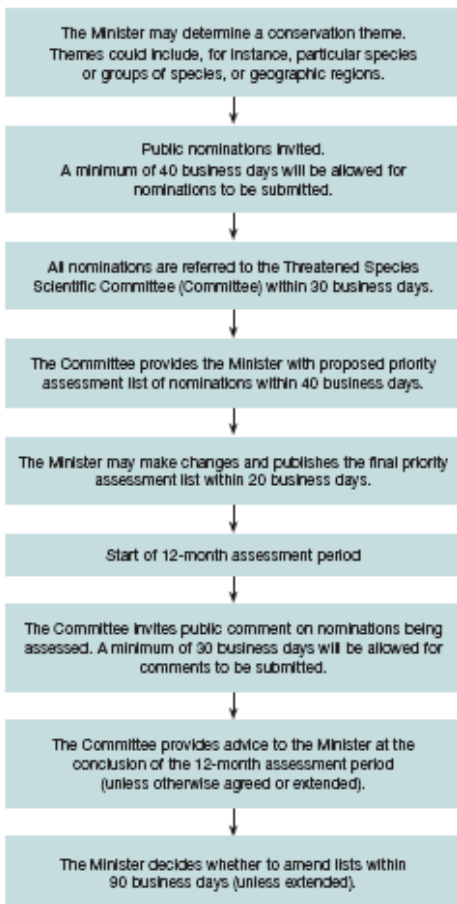 The Minister may determine a conservation theme.
Themes could include, for instance, particular species
or groups of species, or geographic regions.
Public nominations invited.
A minimum of 40 business days will be allowed for
nominations to be submitted.
All nominations are referred to the Threatened Species
Scientific Committee (Committee) within 30 business days.
The Committee provides the Minister with proposed priority
assessment list of nominations within 40 business days.
The Minister may make changes and publishes the final priority
assessment list within 20 business days.
Start of 12-month assessment period
The Committee invites public comment on nominations being
assessed. A minimum of 30 business days will be allowed for
comments to be submitted.
The Committee provides advice to the Minister at the
conclusion of the 12-month assessment period
(unless otherwise agreed or extended).
The Minister decides whether to amend lists within
90 business days (unless extended).